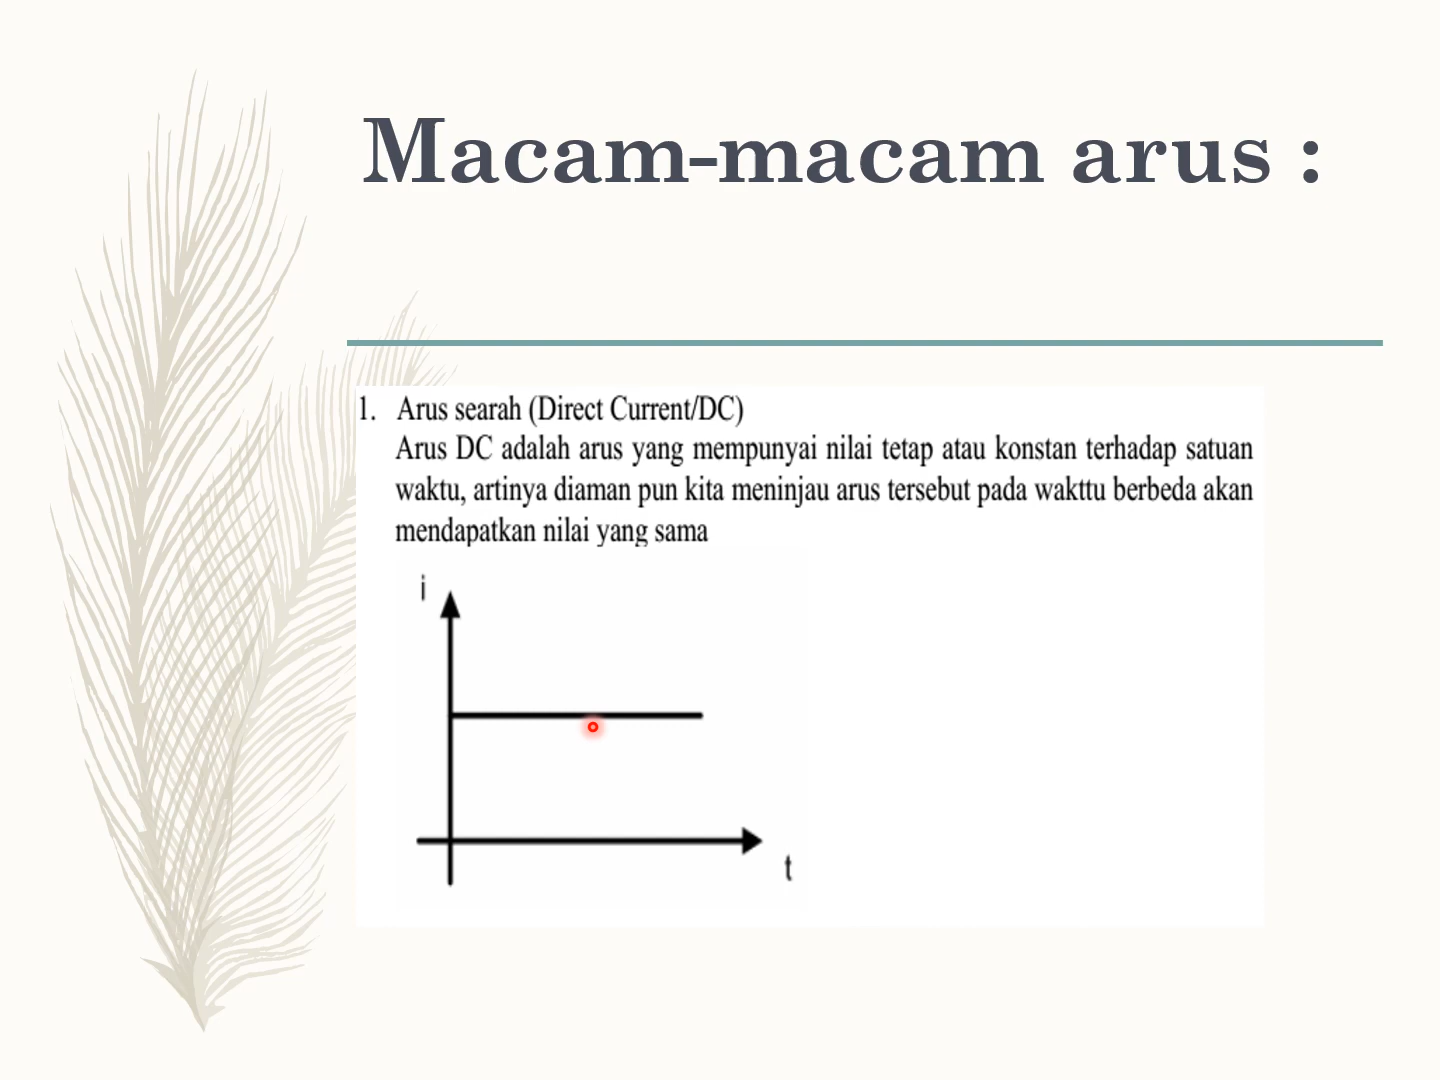 Macam-macam arus :
1. Arus searah (Direct Current/DC)
Arus DC adalah arus yang mempunyai nilai tetap atau konstan terhadap satuan
waktu, artinya diaman pun kita meninjau arus tersebut pada wakttu berbeda akan
mendapatkan nilai yang sama
i
t